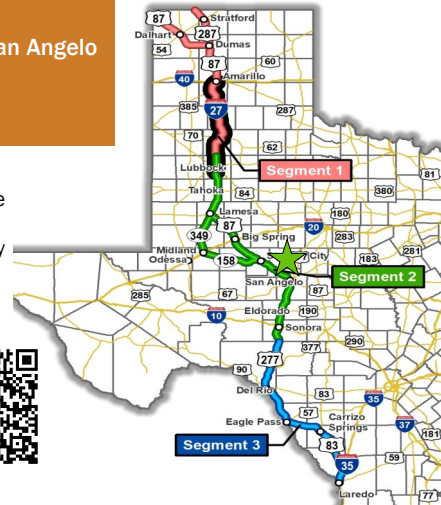 an Angelo
e
y
87
Stratford
Dalhart
287
54
Dumas
87
60
40
Amarillo
385
27
287
70
62
Segment 1
81
Lubbock
380
Tahoka
84
Lamesa
180
87
20
349
Big Spring
283
281
Midland
City
183
Odessa
158
Segment 2
San Angelo
87
285
67
Eldorado
190
10
Sonora
377
290
277
90
Del Rio
83
35
57
Carrizo
Springs
37
Eagle Pass
83
181
Segment 3
59
35
Laredo
77